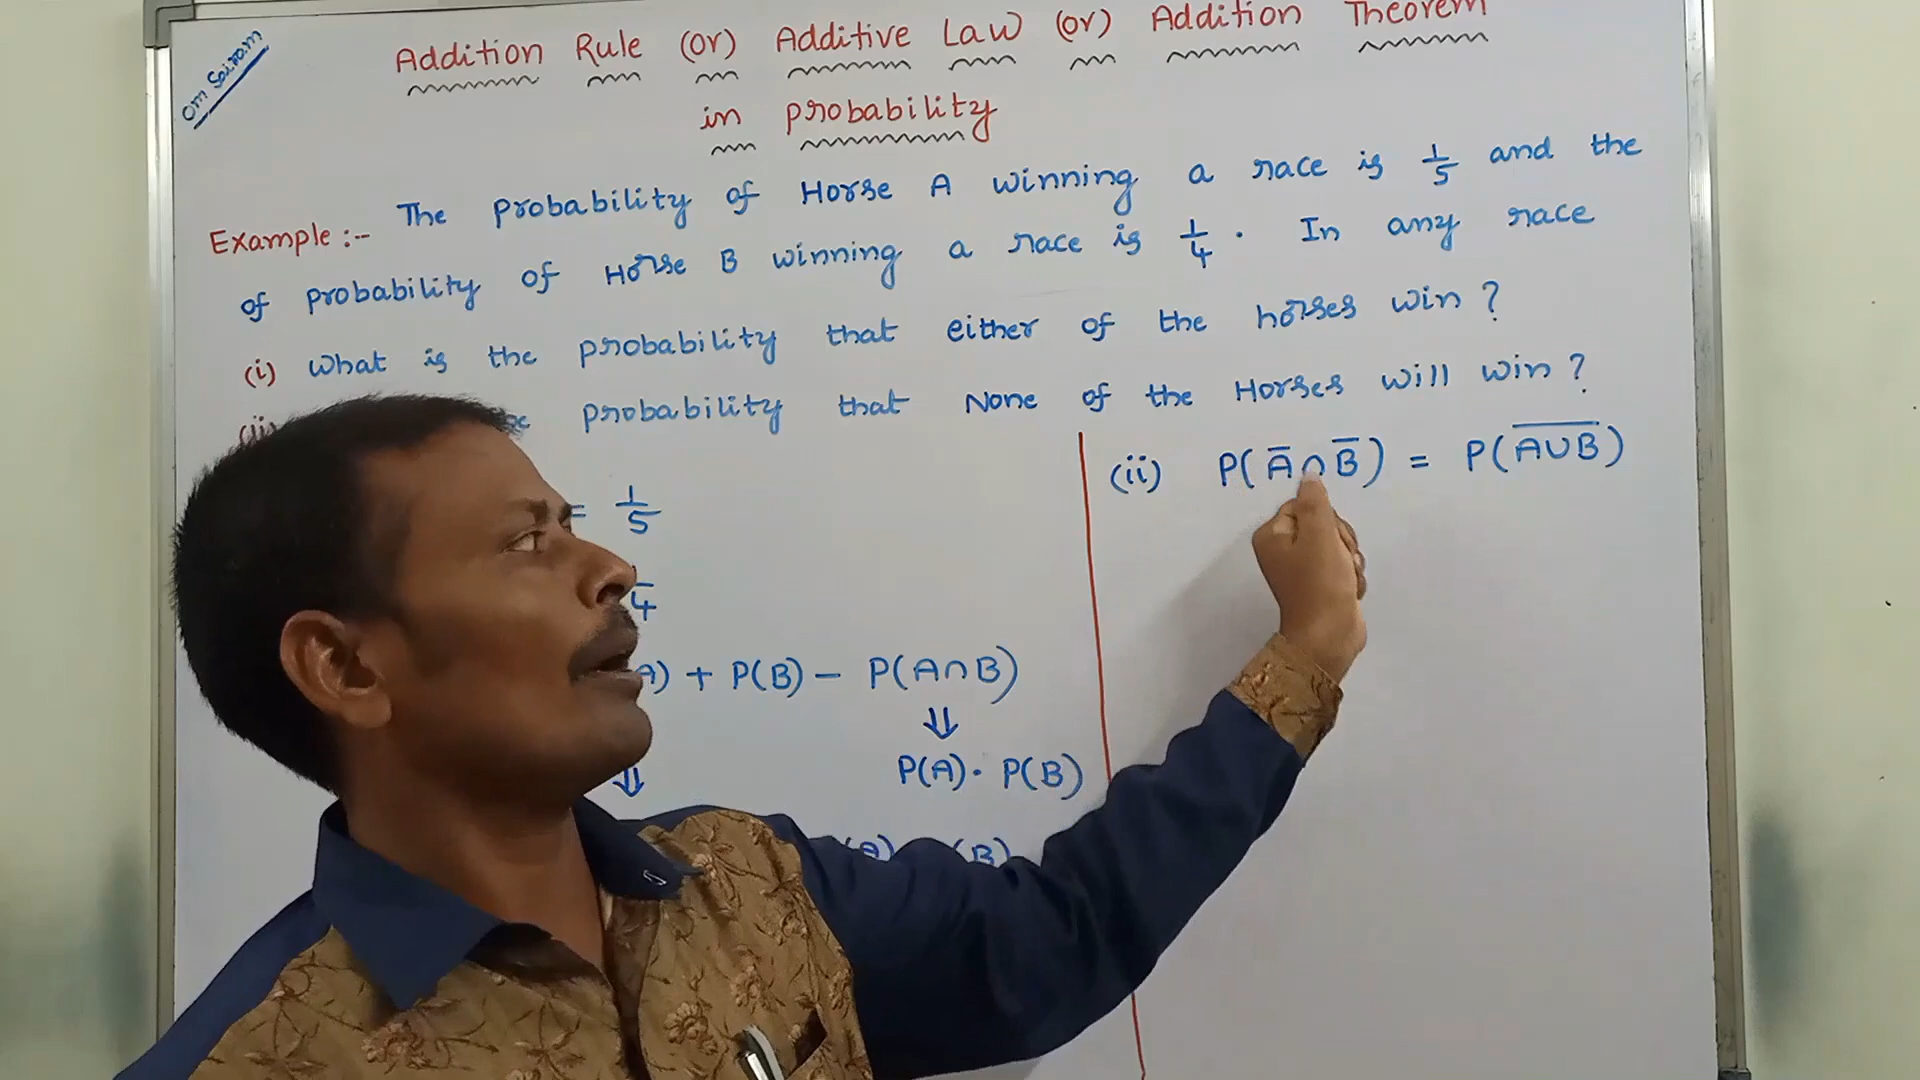 Om Sairam
Addition Rule (or) Additive Law (or) Addition Theorem
in probability
Example :- The probability of Horse A winning a race is 1/5 and the
of probability of Horse B winning a race is 1/4. In any race
(i) What is the probability that either of the horses win ?
(ii) probability that None of the Horses will win ?
= 1/5
4
A) + P(B) - P(A∩B)
⇓
P(A). P(B)
⇓
(A) (B)
(ii) P(A̅∩B̅) = P(A̅∪̅B̅)